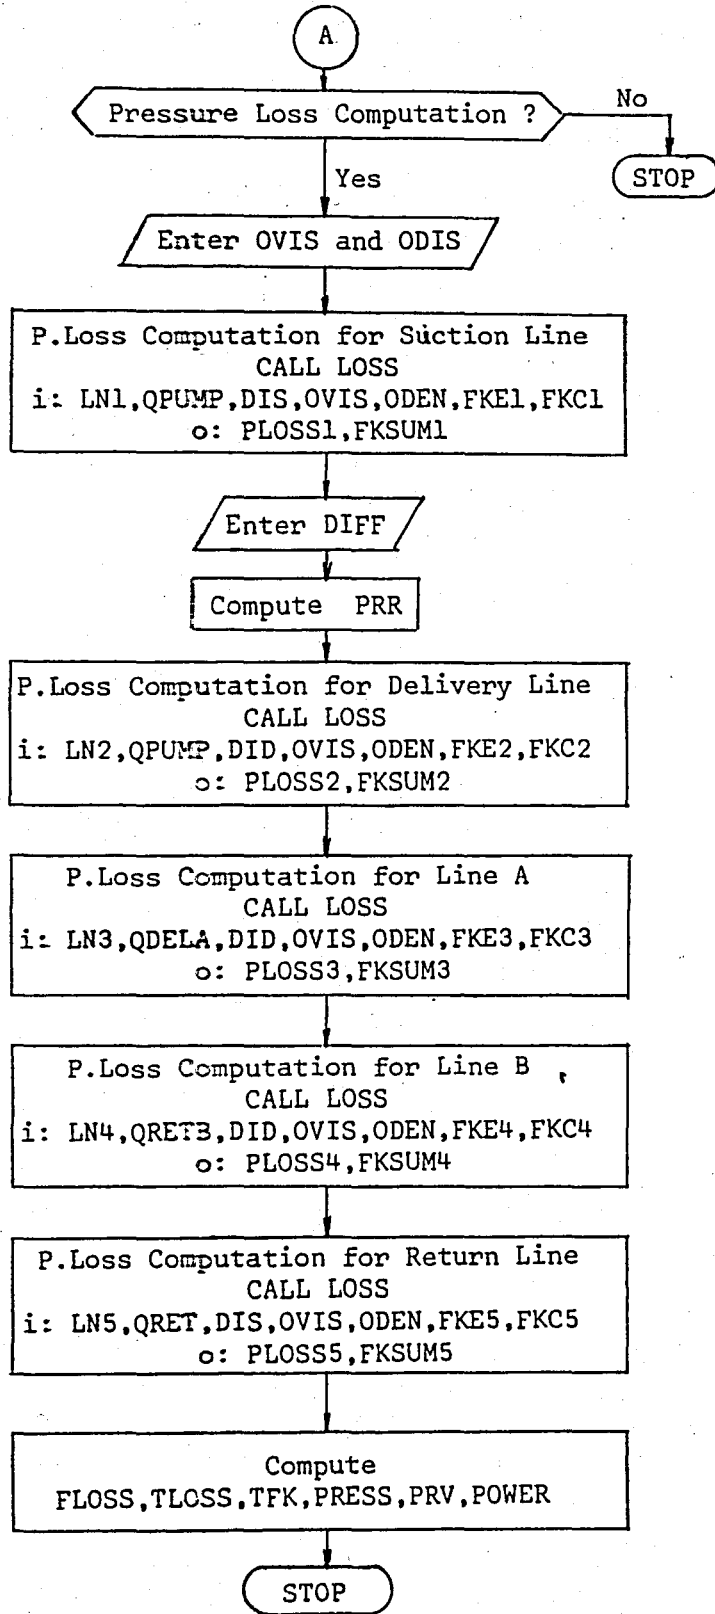 A
Pressure Loss Computation ?
No
STOP
Yes
Enter OVIS and ODIS
P.Loss Computation for Suction Line
CALL LOSS
i: LN1,QPUMP,DIS,OVIS,ODEN,FKE1,FKC1
o: PLOSS1,FKSUM1
Enter DIFF
Compute PRR
P.Loss Computation for Delivery Line
CALL LOSS
i: LN2,QPUMP,DID,OVIS,ODEN,FKE2,FKC2
o: PLOSS2,FKSUM2
P.Loss Computation for Line A
CALL LOSS
i: LN3,QDELA,DID,OVIS,ODEN,FKE3,FKC3
o: PLOSS3,FKSUM3
P.Loss Computation for Line B
CALL LOSS
i: LN4,QRETB,DID,OVIS,ODEN,FKE4,FKC4
o: PLOSS4,FKSUM4
P.Loss Computation for Return Line
CALL LOSS
i: LN5,QRET,DIS,OVIS,ODEN,FKE5,FKC5
o: PLOSS5,FKSUM5
Compute
FLOSS,TLOSS,TFK,PRESS,PRV,POWER
STOP